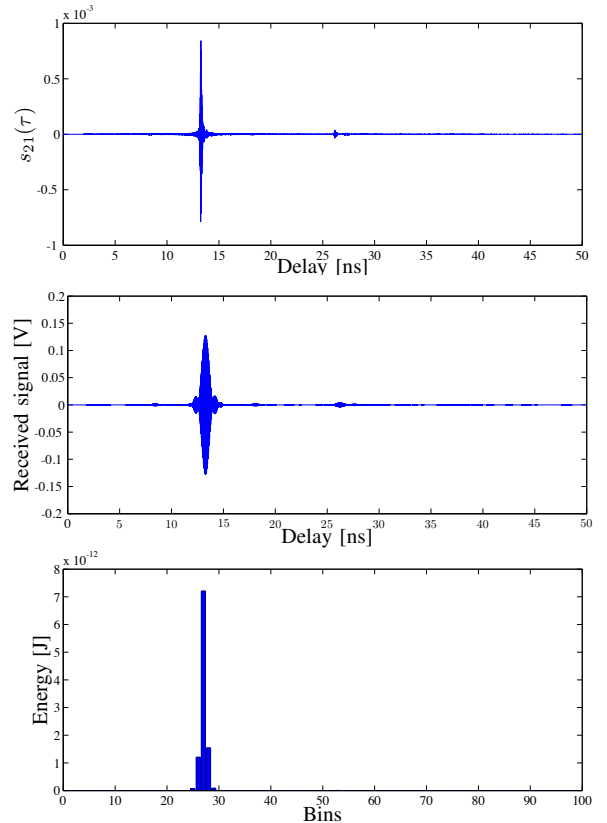 x 10⁻³
1
0.5
0
-0.5
-1
s₂₁(τ)
0 5 10 15 20 25 30 35 40 45 50
Delay [ns]
0.2
0.15
0.1
0.05
0
-0.05
-0.1
-0.15
-0.2
Received signal [V]
0 5 10 15 20 25 30 35 40 45 50
Delay [ns]
x 10⁻¹²
8
7
6
5
4
3
2
1
0
Energy [J]
0 10 20 30 40 50 60 70 80 90 100
Bins